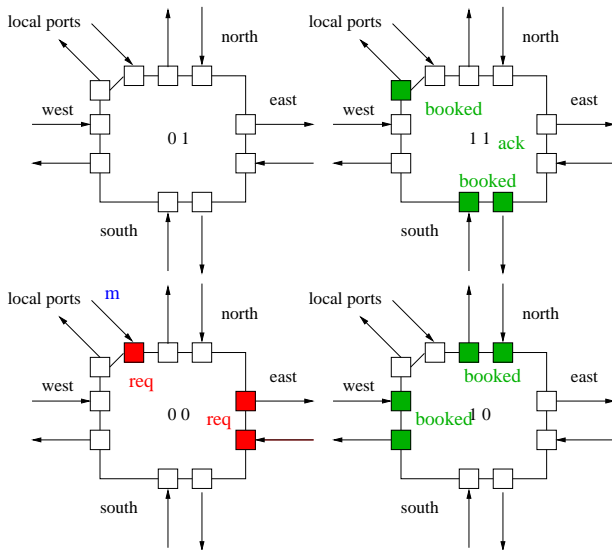 local ports
north
west
east
0 1
south
local ports
north
booked
west
east
1 1
ack
booked
south
local ports
m
north
req
west
east
req
0 0
south
local ports
north
booked
west
east
booked
1 0
south